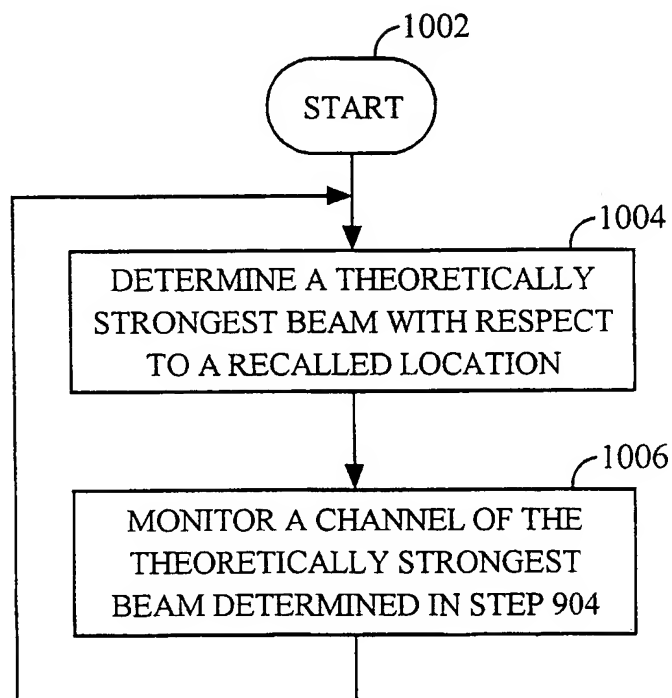 1002
START
1004
DETERMINE A THEORETICALLY
STRONGEST BEAM WITH RESPECT
TO A RECALLED LOCATION
1006
MONITOR A CHANNEL OF THE
THEORETICALLY STRONGEST
BEAM DETERMINED IN STEP 904